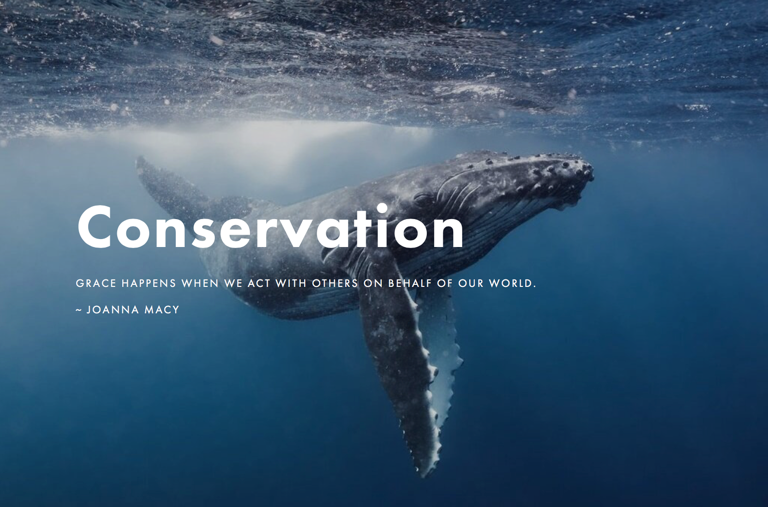 Conservation
GRACE HAPPENS WHEN WE ACT WITH OTHERS ON BEHALF OF OUR WORLD.
~ JOANNA MACY